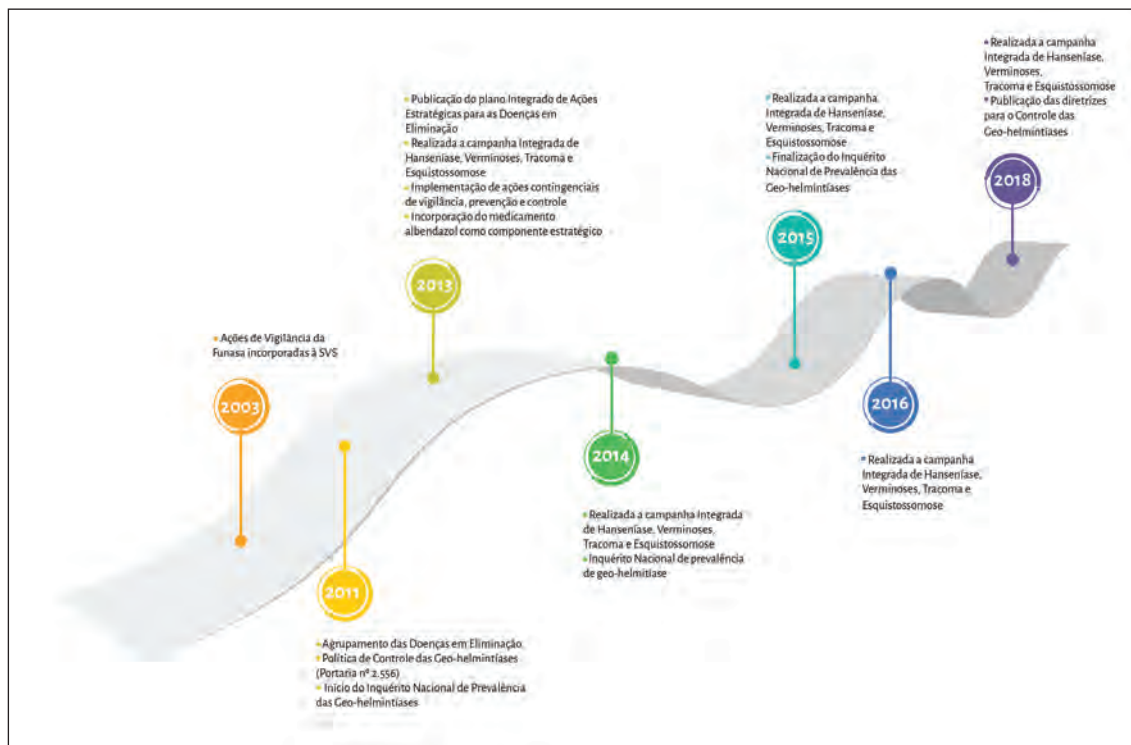 2003
• Ações de Vigilância da
Funasa incorporadas à SVS
2011
• Agrupamento das Doenças em Eliminação
• Política de Controle das Geo-helmintíases
(Portaria nº 2.556)
• Início do Inquérito Nacional de Prevalência
das Geo-helmintíases
2013
• Publicação do plano Integrado de Ações
Estratégicas para as Doenças em
Eliminação
• Realizada a campanha Integrada de
Hanseníase, Verminoses, Tracoma e
Esquistossomose
• Implementação de ações contingenciais
de vigilância, prevenção e controle
• Incorporação do medicamento
albendazol como componente estratégico
2014
• Realizada a campanha Integrada
de Hanseníase, Verminoses,
Tracoma e Esquistossomose
• Inquérito Nacional de prevalência
de geo-helmitíase
2015
• Realizada a campanha
Integrada de Hanseníase,
Verminoses, Tracoma e
Esquistossomose
• Finalização do Inquérito
Nacional de Prevalência das
Geo-helmintíases
2016
• Realizada a campanha
Integrada de Hanseníase,
Verminoses, Tracoma e
Esquistossomose
2018
• Realizada a campanha
Integrada de Hanseníase,
Verminoses,
Tracoma e Esquistossomose
• Publicação das diretrizes
para o Controle das
Geo-helmintíases